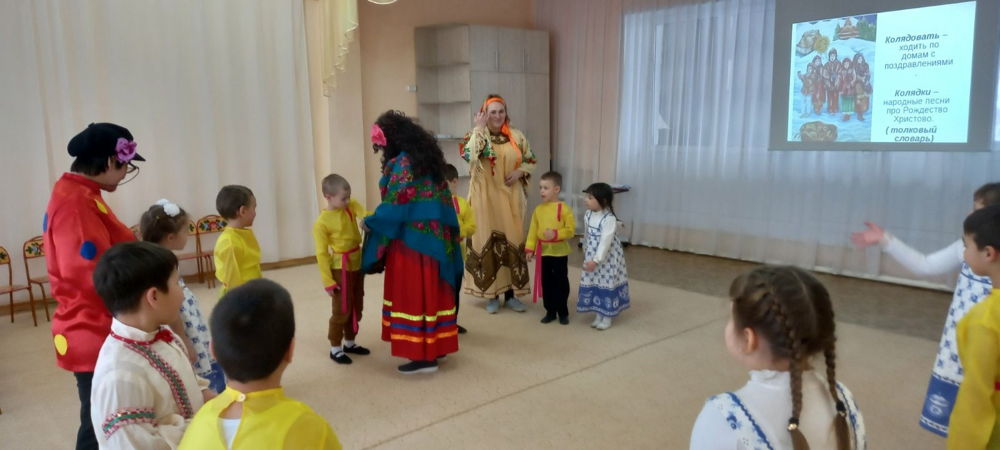 Колядовать –
ходить по
домам с
поздравлениями
.
Колядки –
народные песни
про Рождество
Христово.
( толковый
словарь)